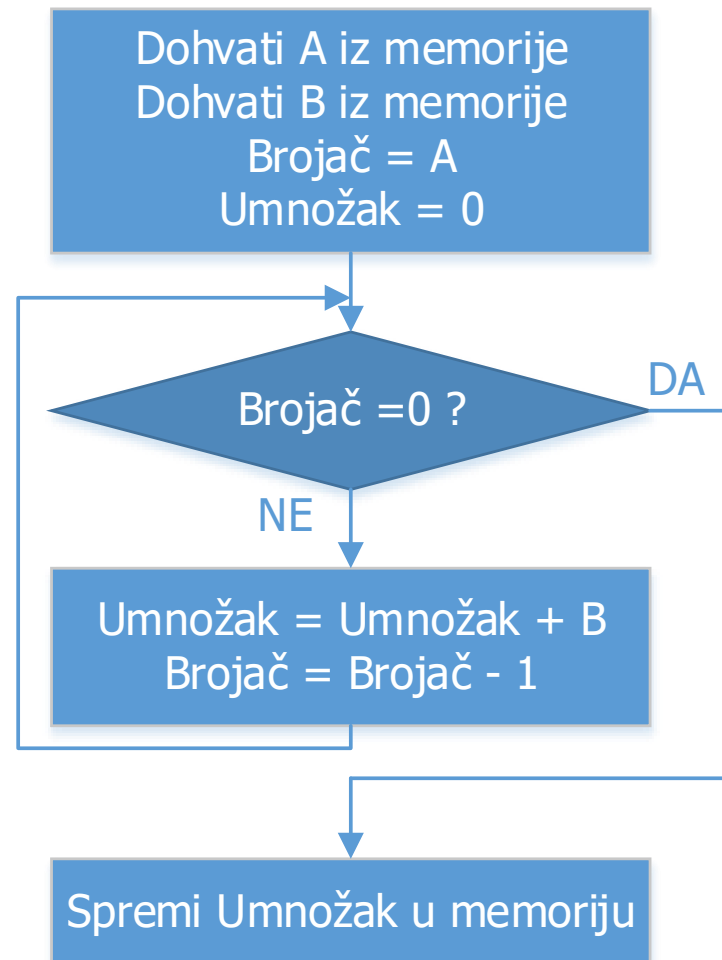 Dohvati A iz memorije
Dohvati B iz memorije
Brojač = A
Umnožak = 0
Brojač =0 ?
DA
NE
Umnožak = Umnožak + B
Brojač = Brojač - 1
Spremi Umnožak u memoriju